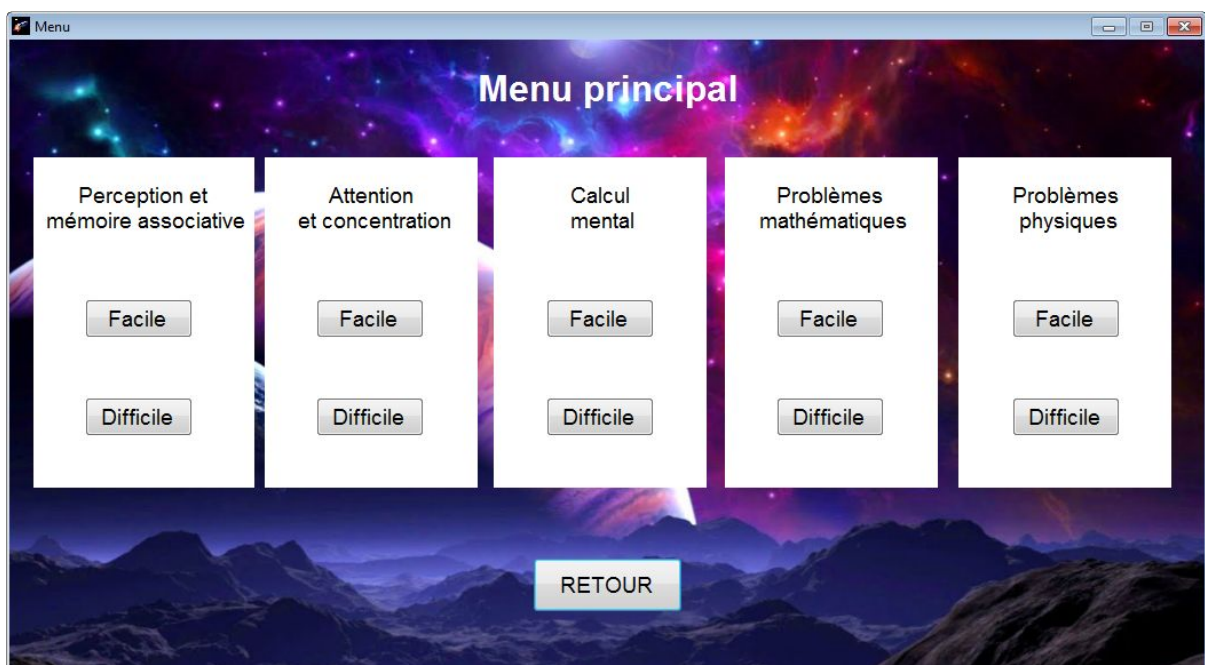 Menu
Menu principal
Perception et
mémoire associative
Facile
Difficile
Attention
et concentration
Facile
Difficile
Calcul
mental
Facile
Difficile
Problèmes
mathématiques
Facile
Difficile
Problèmes
physiques
Facile
Difficile
RETOUR